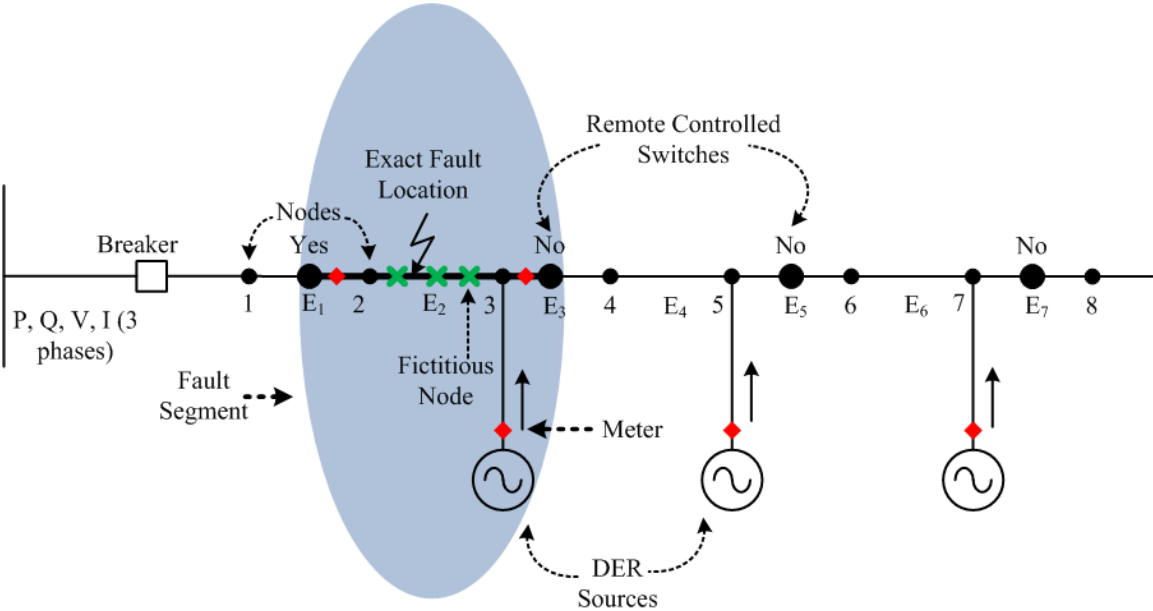 Remote Controlled
Switches
Exact Fault
Location
Nodes
Breaker
Yes
No
No
No
1
E1
2
E2
3
E3
4
E4
5
E5
6
E6
7
E7
8
P, Q, V, I (3
phases)
Fault
Segment
Fictitious
Node
Meter
DER
Sources